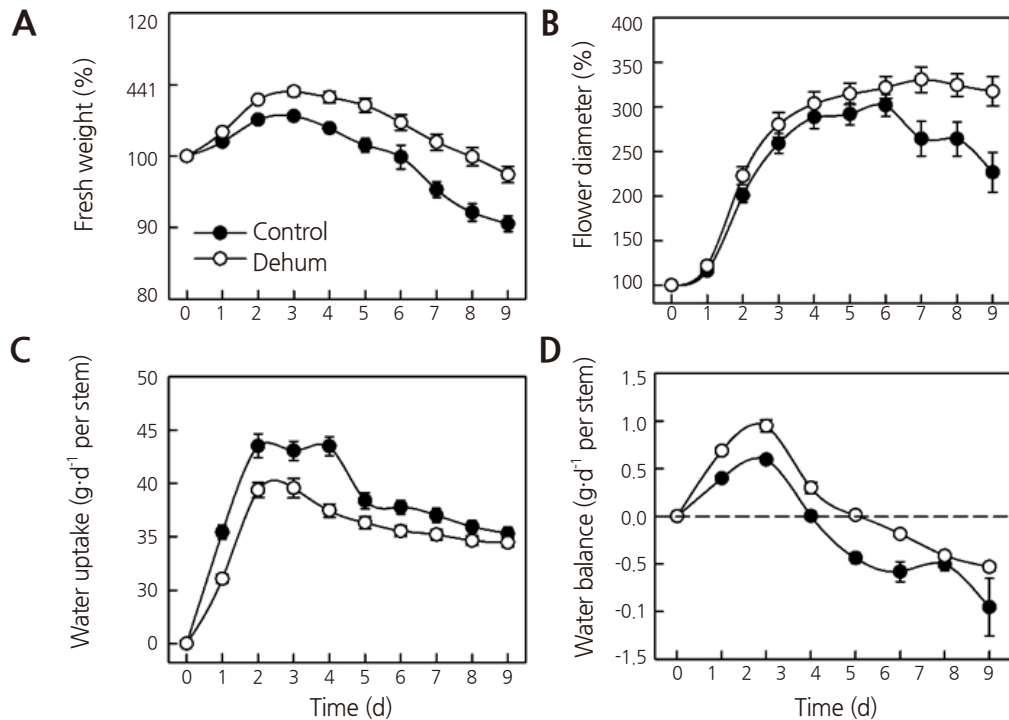 A
Fresh weight (%)
120
441
100
90
80
Control
Dehum
0 1 2 3 4 5 6 7 8 9
B
Flower diameter (%)
400
350
300
250
200
150
100
0 1 2 3 4 5 6 7 8 9
C
Water uptake (g·d⁻¹ per stem)
50
45
40
35
30
0
0 1 2 3 4 5 6 7 8 9
Time (d)
D
Water balance (g·d⁻¹ per stem)
1.5
1.0
0.5
0.0
-0.5
-0.1
-1.5
0 1 2 3 4 5 6 7 8 9
Time (d)